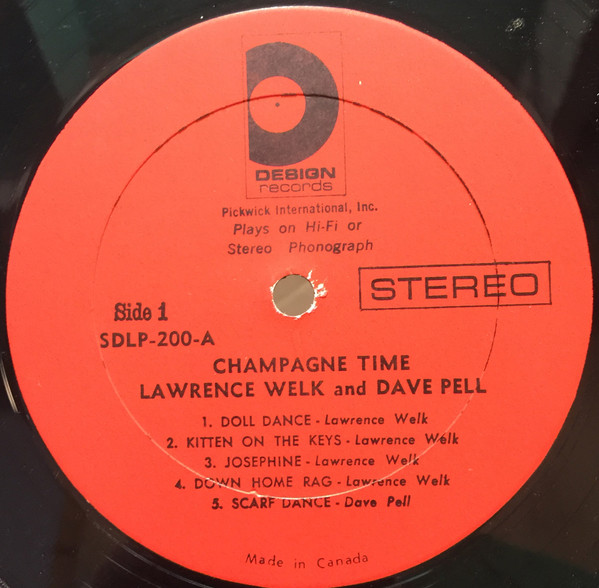 DESIGN
records
Pickwick International, Inc.
Plays on Hi-Fi or
Stereo Phonograph
STEREO
Side 1
SDLP-200-A
CHAMPAGNE TIME
LAWRENCE WELK and DAVE PELL
1. DOLL DANCE - Lawrence Welk
2. KITTEN ON THE KEYS - Lawrence Welk
3. JOSEPHINE - Lawrence Welk
4. DOWN HOME RAG - Lawrence Welk
5. SCARF DANCE - Dave Pell
Made in Canada